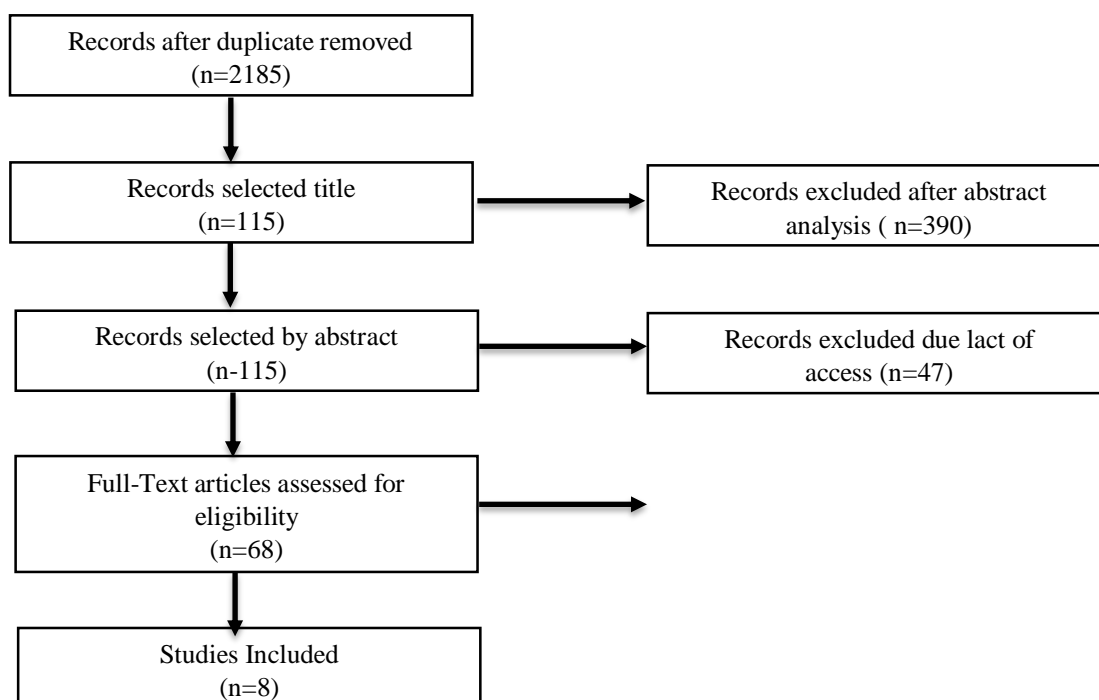 Records after duplicate removed
(n=2185)
Records selected title
(n=115)
Records excluded after abstract
analysis ( n=390)
Records selected by abstract
(n-115)
Records excluded due lack of
access (n=47)
Full-Text articles assessed for
eligibility
(n=68)
Studies Included
(n=8)